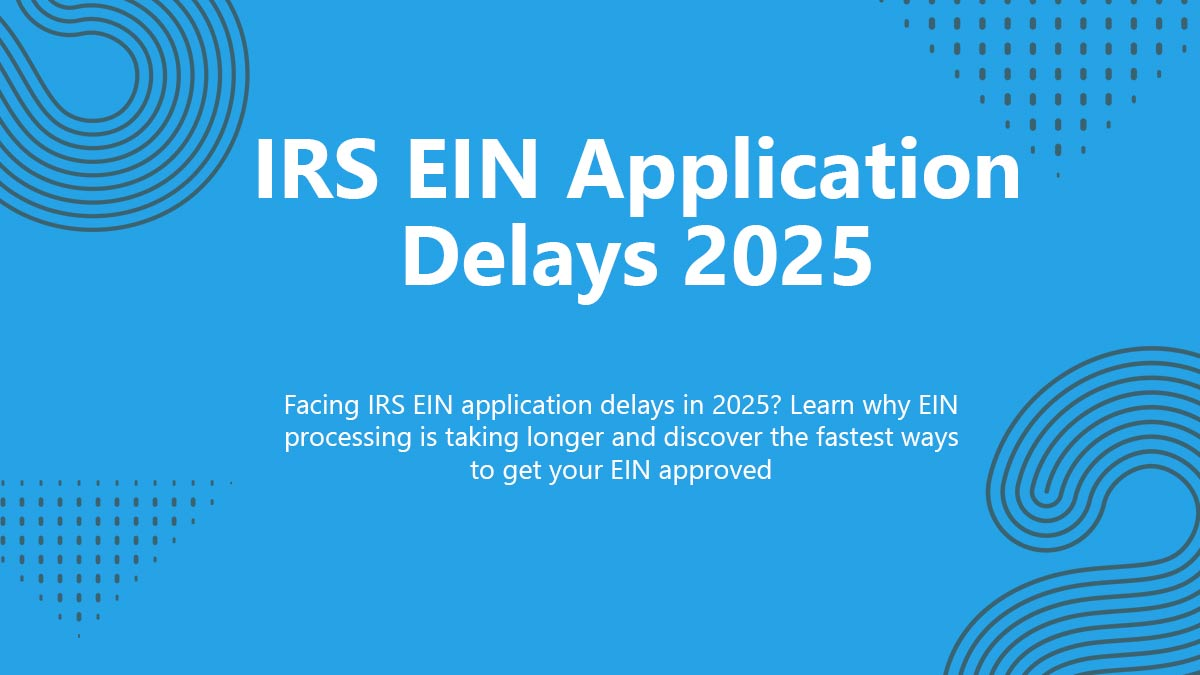 IRS EIN Application
Delays 2025
Facing IRS EIN application delays in 2025? Learn why EIN
processing is taking longer and discover the fastest ways
to get your EIN approved